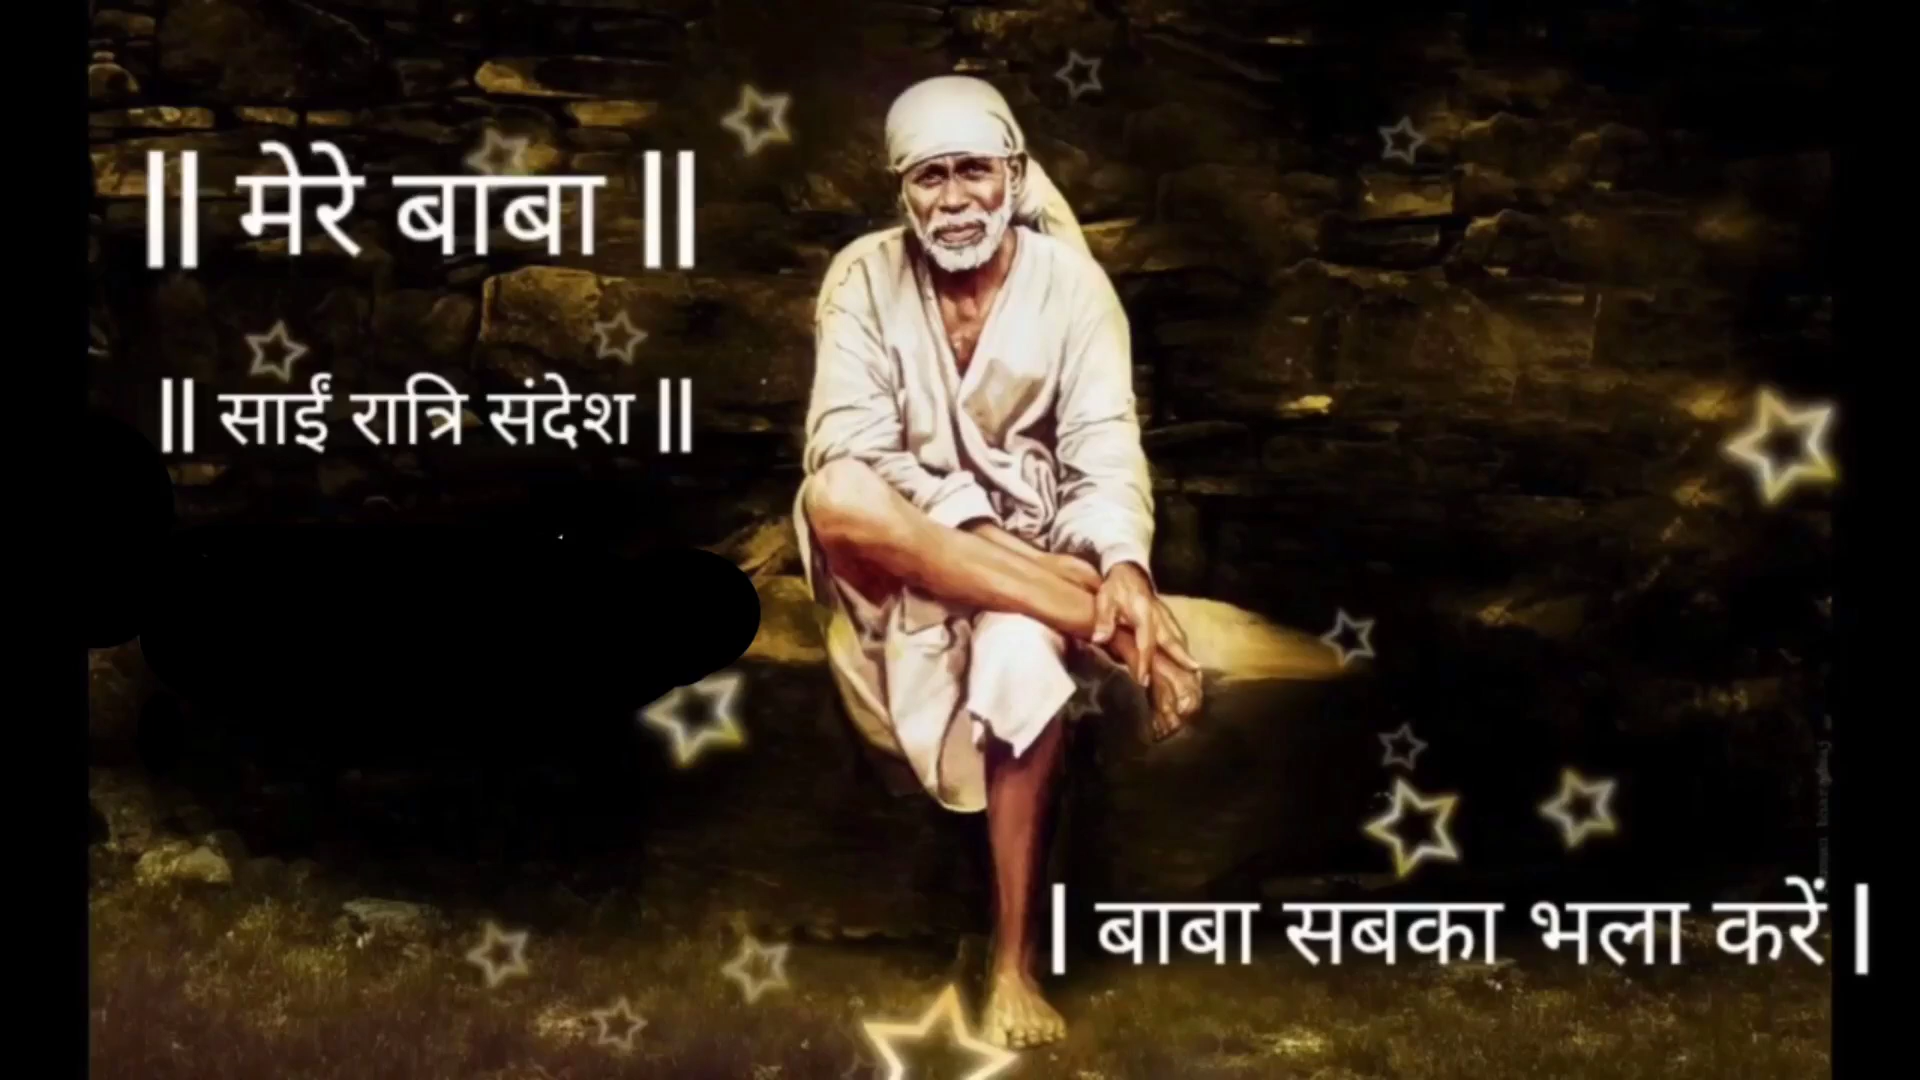 || मेरे बाबा ||
|| साईं रात्रि संदेश ||
| बाबा सबका भला करें |